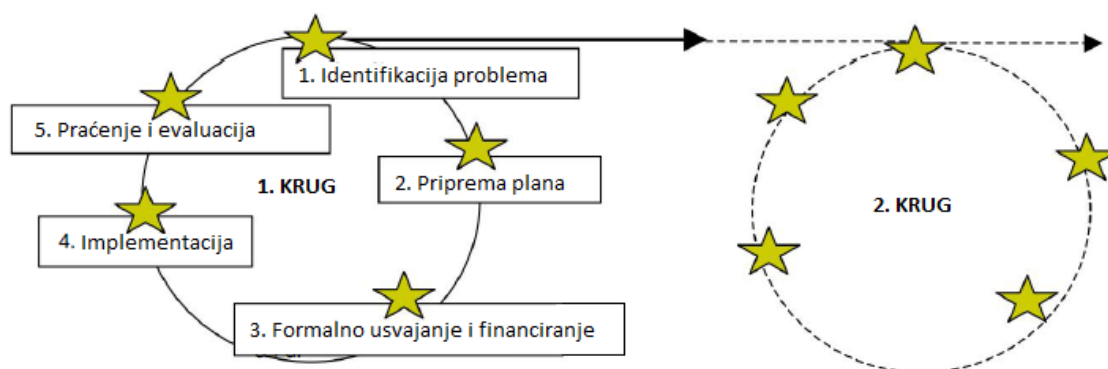 1. Identifikacija problema
2. Priprema plana
3. Formalno usvajanje i financiranje
4. Implementacija
5. Praćenje i evaluacija
1. KRUG
2. KRUG